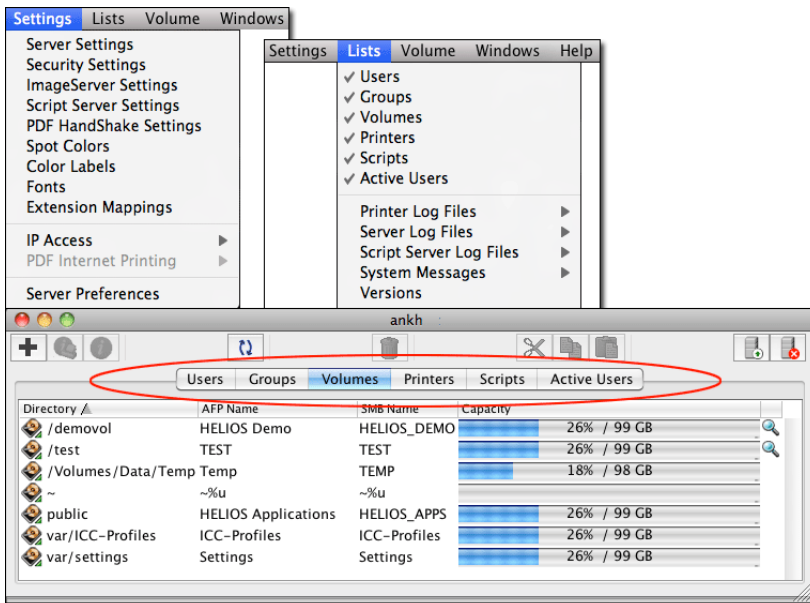 Settings Lists Volume Windows
Server Settings
Security Settings
ImageServer Settings
Script Server Settings
PDF HandShake Settings
Spot Colors
Color Labels
Fonts
Extension Mappings
IP Access
PDF Internet Printing
Server Preferences
Settings Lists Volume Windows Help
Users
Groups
Volumes
Printers
Scripts
Active Users
Printer Log Files
Server Log Files
Script Server Log Files
System Messages
Versions
ankh
Users Groups Volumes Printers Scripts Active Users
Directory AFP Name SMB Name Capacity
/demovol HELIOS Demo HELIOS_DEMO 26% / 99 GB
/test TEST TEST 26% / 99 GB
/Volumes/Data/Temp Temp TEMP 18% / 98 GB
~ ~%u ~%u
public HELIOS Applications HELIOS_APPS 26% / 99 GB
var/ICC-Profiles ICC-Profiles ICC-Profiles 26% / 99 GB
var/settings Settings Settings 26% / 99 GB